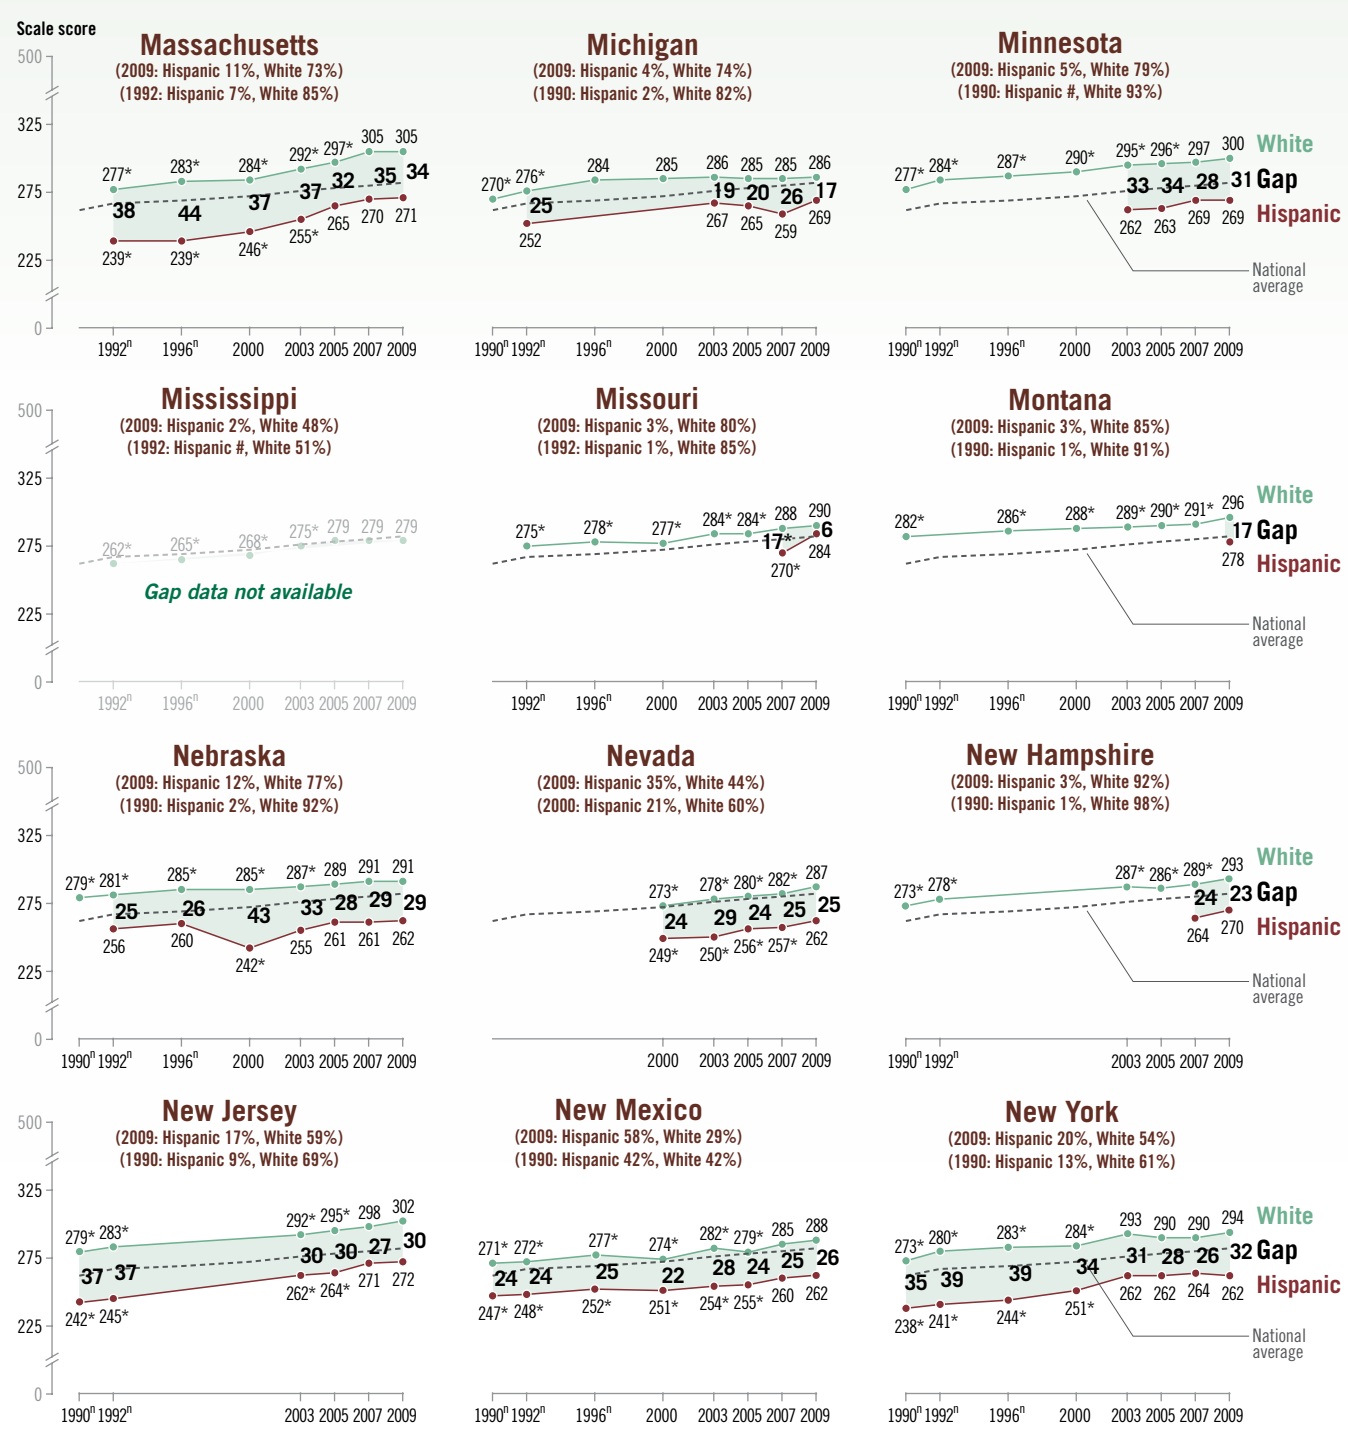 Scale score
Massachusetts
(2009: Hispanic 11%, White 73%)
(1992: Hispanic 7%, White 85%)
500
325
275
225
0
277* 283* 284* 292* 297* 305 305
38 44 37 37 32 35 34
239* 239* 246* 255* 265 270 271
1992n 1996n 2000 2003 2005 2007 2009
Michigan
(2009: Hispanic 4%, White 74%)
(1990: Hispanic 2%, White 82%)
270* 276* 284 285 286 285 285 286
25 19 20 26 17
252 267 265 259 269
1990n 1992n 1996n 2000 2003 2005 2007 2009
Minnesota
(2009: Hispanic 5%, White 79%)
(1990: Hispanic #, White 93%)
277* 284* 287* 290* 295* 296* 297 300
33 34 28 31
262 263 269 269
White
Gap
Hispanic
National
average
1990n 1992n 1996n 2000 2003 2005 2007 2009
Mississippi
(2009: Hispanic 2%, White 48%)
(1992: Hispanic #, White 51%)
500
325
275
225
0
262* 265* 268* 275* 279 279 279
Gap data not available
1992n 1996n 2000 2003 2005 2007 2009
Missouri
(2009: Hispanic 3%, White 80%)
(1992: Hispanic 1%, White 85%)
275* 278* 277* 284* 284* 288 290
17* 6
270* 284
1992n 1996n 2000 2003 2005 2007 2009
Montana
(2009: Hispanic 3%, White 85%)
(1990: Hispanic 1%, White 91%)
282* 286* 288* 289* 290* 291* 296
17
278
White
Gap
Hispanic
National
average
1990n 1992n 1996n 2000 2003 2005 2007 2009
Nebraska
(2009: Hispanic 12%, White 77%)
(1990: Hispanic 2%, White 92%)
500
325
275
225
0
279* 281* 285* 285* 287* 289 291 291
25 26 43 33 28 29 29
256 260 242* 255 261 261 262
1990n 1992n 1996n 2000 2003 2005 2007 2009
Nevada
(2009: Hispanic 35%, White 44%)
(2000: Hispanic 21%, White 60%)
273* 278* 280* 282* 287
24 29 24 25 25
249* 250* 256* 257* 262
2000 2003 2005 2007 2009
New Hampshire
(2009: Hispanic 3%, White 92%)
(1990: Hispanic 1%, White 98%)
273* 278* 287* 286* 289* 293
24 23
264 270
White
Gap
Hispanic
National
average
1990n 1992n 2003 2005 2007 2009
New Jersey
(2009: Hispanic 17%, White 59%)
(1990: Hispanic 9%, White 69%)
500
325
275
225
0
279* 283* 292* 295* 298 302
37 37 30 30 27 30
242* 245* 262* 264* 271 272
1990n 1992n 2003 2005 2007 2009
New Mexico
(2009: Hispanic 58%, White 29%)
(1990: Hispanic 42%, White 42%)
271* 272* 277* 274* 282* 279* 285 288
24 24 25 22 28 24 25 26
247* 248* 252* 251* 254* 255* 260 262
1990n 1992n 1996n 2000 2003 2005 2007 2009
New York
(2009: Hispanic 20%, White 54%)
(1990: Hispanic 13%, White 61%)
273* 280* 283* 284* 293 290 290 294
35 39 39 34 31 28 26 32
238* 241* 244* 251* 262 262 264 262
White
Gap
Hispanic
National
average
1990n 1992n 1996n 2000 2003 2005 2007 2009